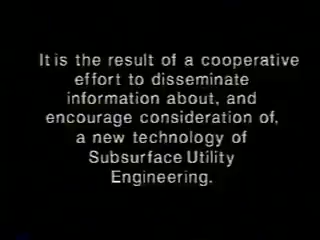 It is the result of a cooperative
effort to disseminate
information about, and
encourage consideration of,
a new technology of
Subsurface Utility
Engineering.